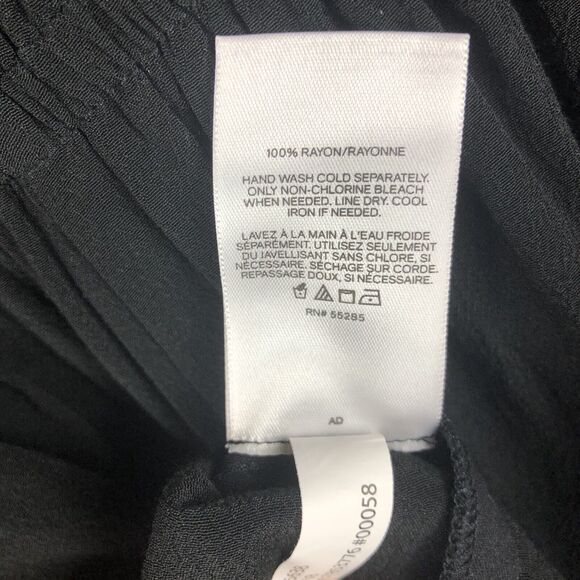 100% RAYON/RAYONNE
HAND WASH COLD SEPARATELY.
ONLY NON-CHLORINE BLEACH
WHEN NEEDED. LINE DRY. COOL
IRON IF NEEDED.
LAVEZ À LA MAIN À L'EAU FROIDE
SÉPARÉMENT. UTILISEZ SEULEMENT
DU JAVELLISANT SANS CHLORE, SI
NÉCESSAIRE. SÉCHAGE SUR CORDE.
REPASSAGE DOUX, SI NÉCESSAIRE.
RN# 55285
AD
#00058